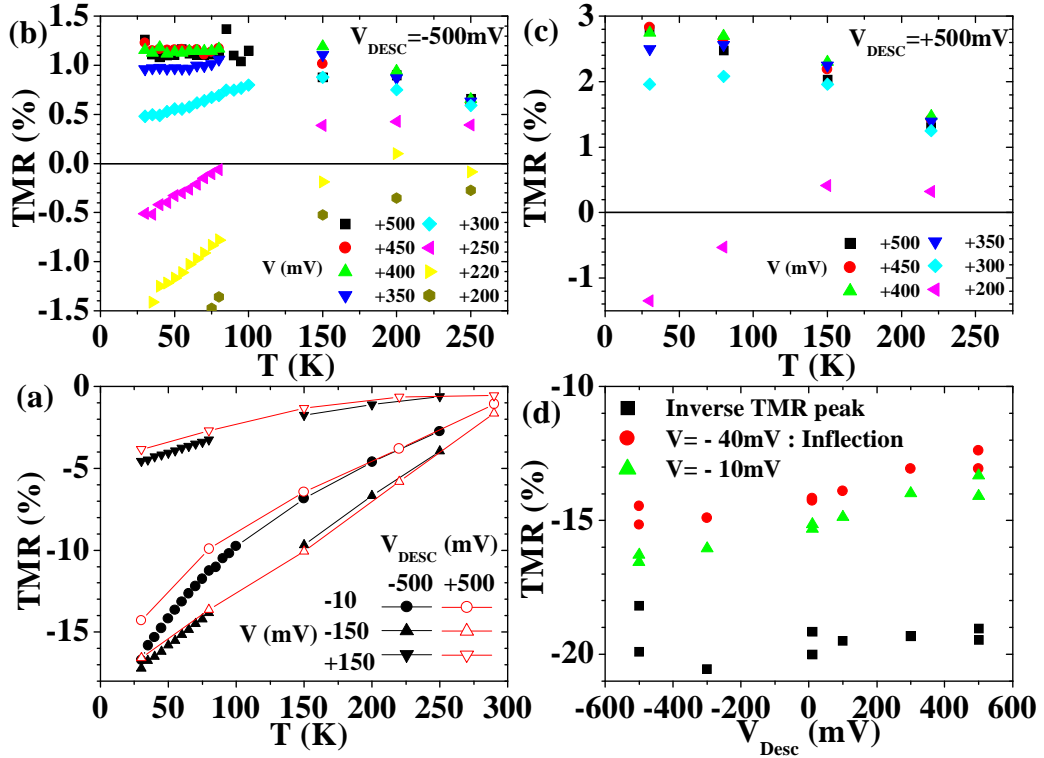 (b)
V_DESC=-500mV
1.5
1.0
0.5
0.0
-0.5
-1.0
-1.5
TMR (%)
V (mV)
+500
+450
+400
+350
+300
+250
+220
+200
0 50 100 150 200 250
T (K)
(c)
V_DESC=+500mV
3
2
1
0
-1
TMR (%)
V (mV)
+500
+450
+400
+350
+300
+200
0 50 100 150 200 250
T (K)
(a)
0
-5
-10
-15
TMR (%)
V_DESC (mV)
-500 +500
V (mV)
-10
-150
+150
0 50 100 150 200 250 300
T (K)
(d)
-10
-15
-20
TMR (%)
Inverse TMR peak
V= - 40mV : Inflection
V= - 10mV
-600 -400 -200 0 200 400 600
V_Desc (mV)